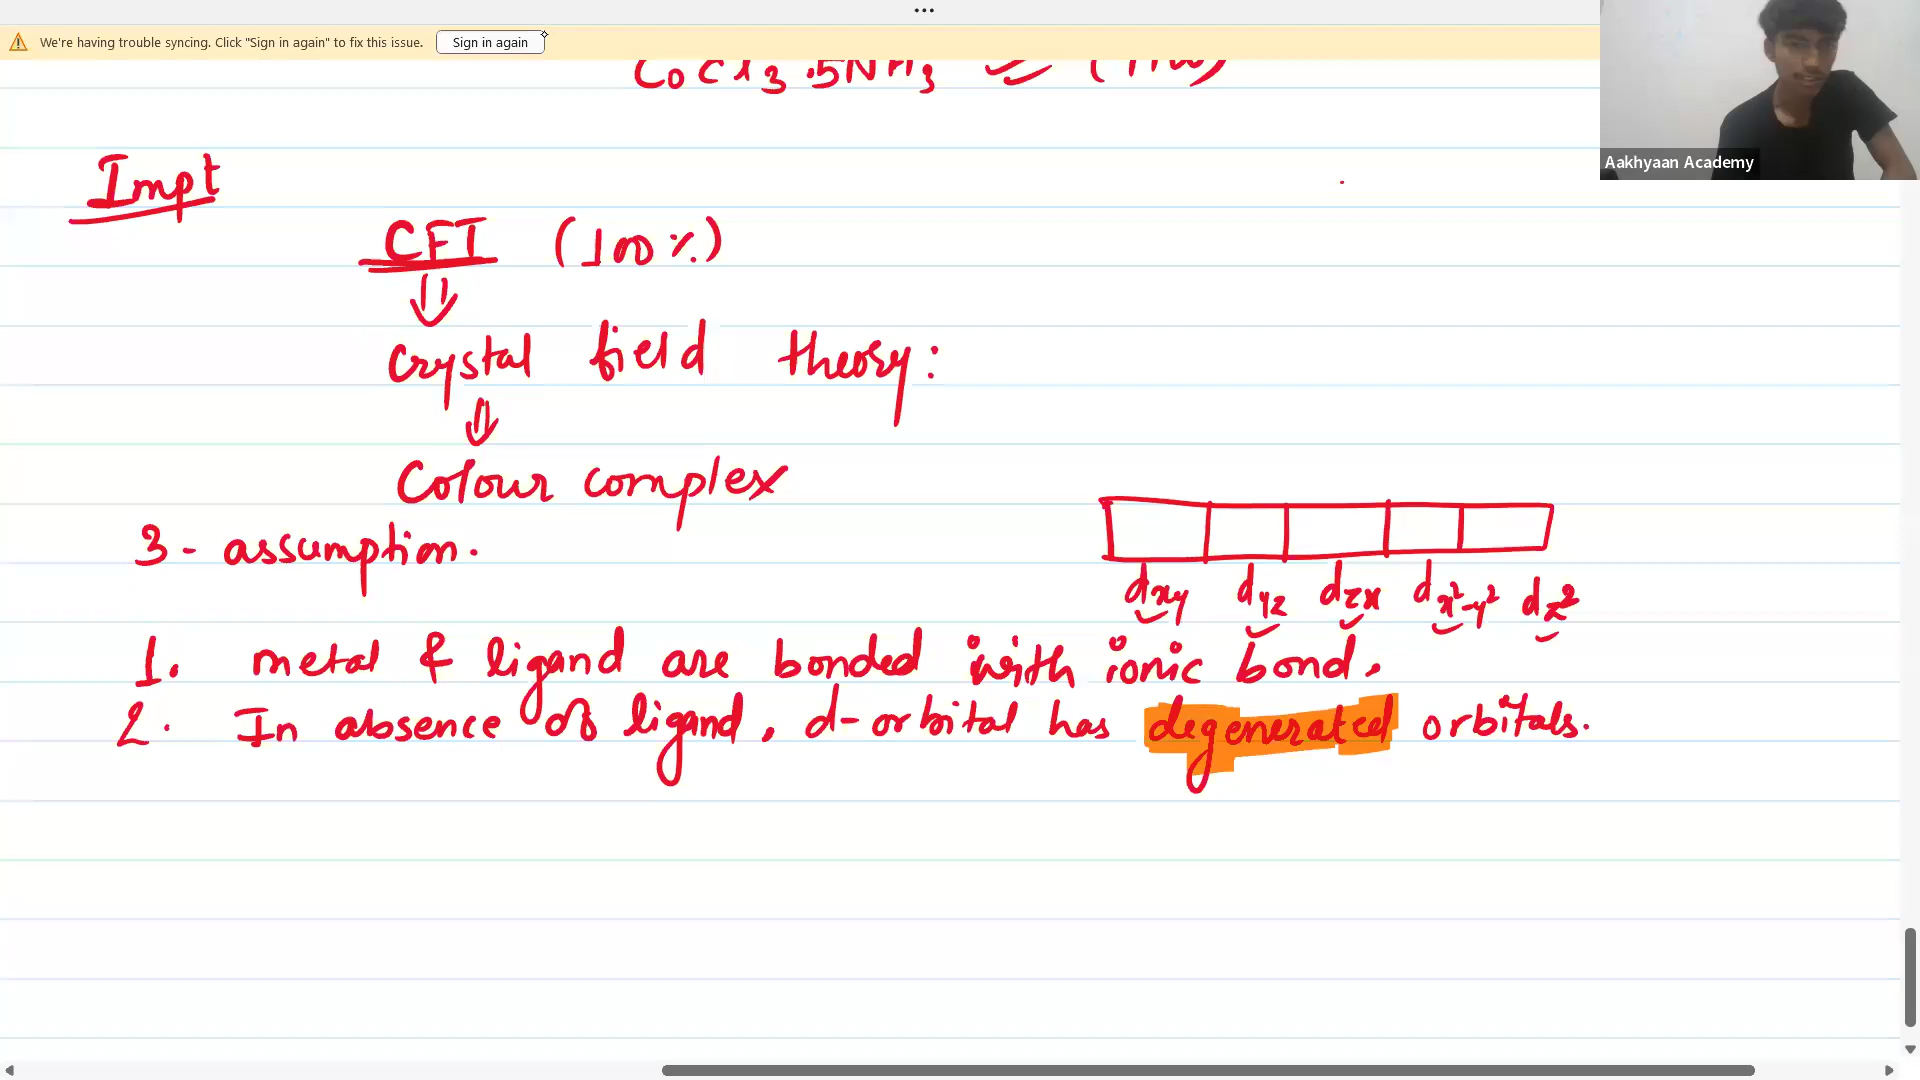 ...
We're having trouble syncing. Click "Sign in again" to fix this issue. Sign in again
CoCl3.5NH3
Aakhyaan Academy
Impt
CFT (100%)
Crystal field theory:
Colour complex
3 - assumption.
dxy dyz dzx dx²-y² dz²
1. metal & ligand are bonded with ionic bond.
2. In absence of ligand, d-orbital has degenerated orbitals.